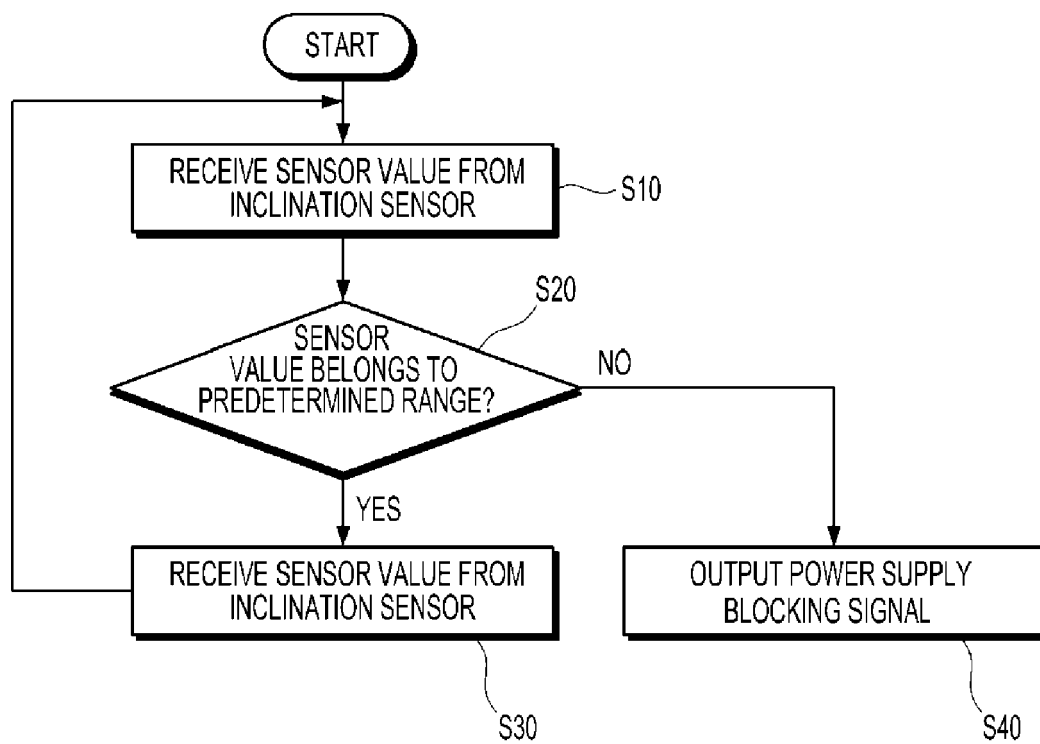 START
RECEIVE SENSOR VALUE FROM
INCLINATION SENSOR
S10
S20
SENSOR
VALUE BELONGS TO
PREDETERMINED RANGE?
NO
YES
RECEIVE SENSOR VALUE FROM
INCLINATION SENSOR
OUTPUT POWER SUPPLY
BLOCKING SIGNAL
S30
S40